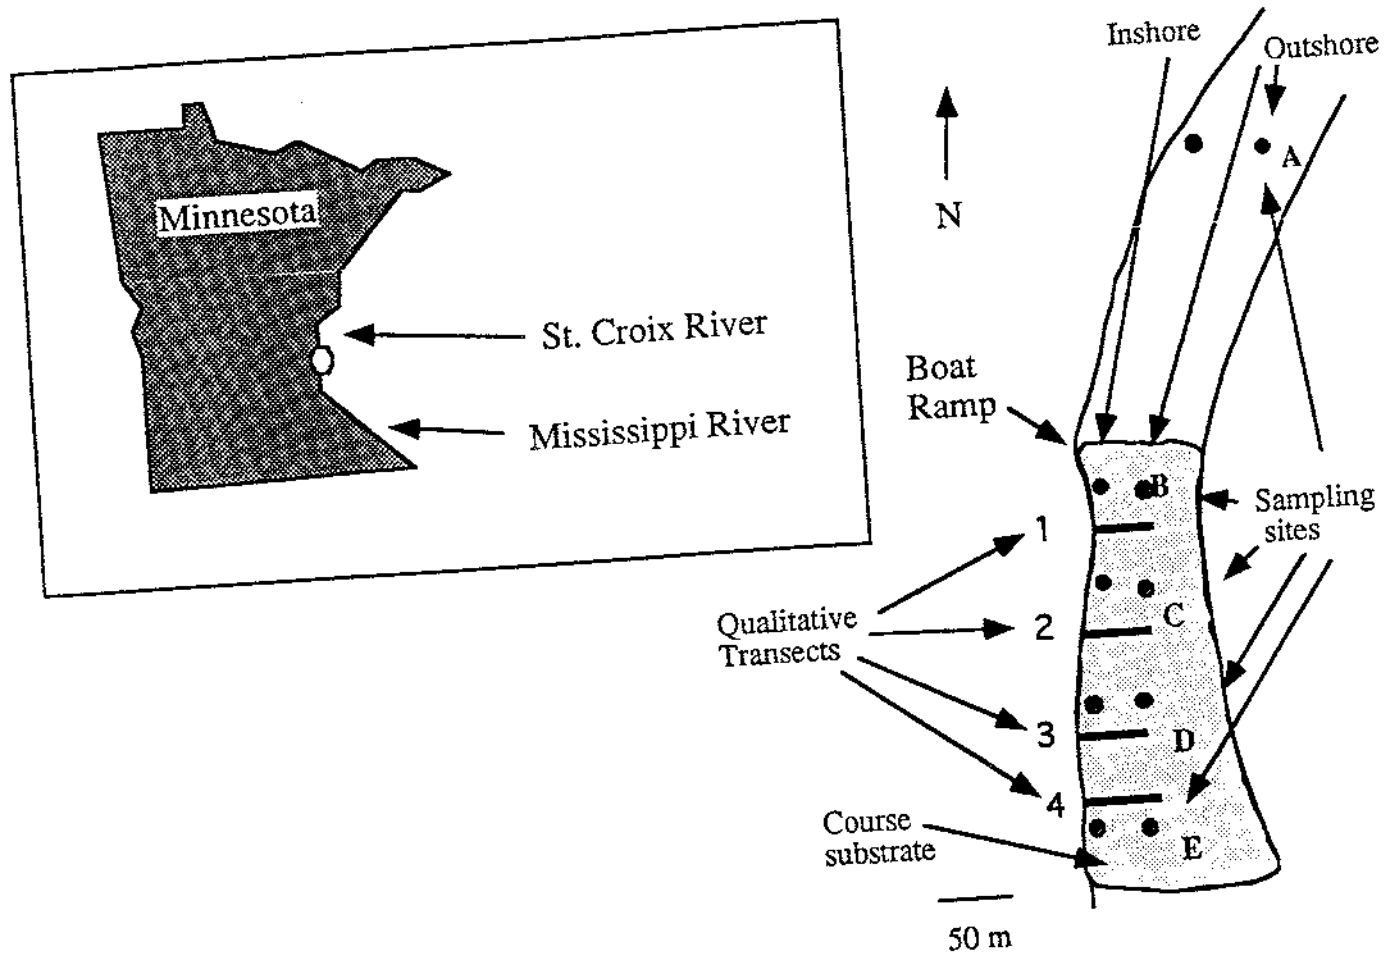 Minnesota
St. Croix River
Mississippi River
Inshore
Outshore
A
N
Boat
Ramp
B
Sampling
sites
1
Qualitative
Transects
2
C
3
D
4
Course
substrate
E
50 m